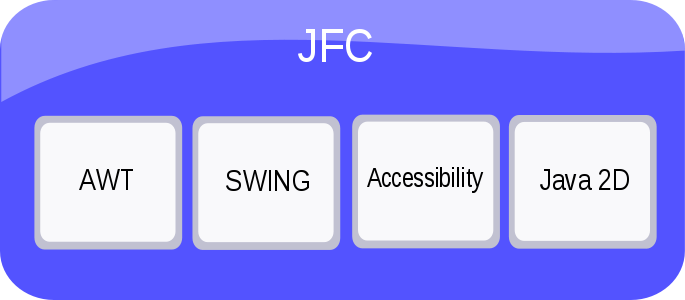 JFC
AWT
SWING
Accessibility
Java 2D